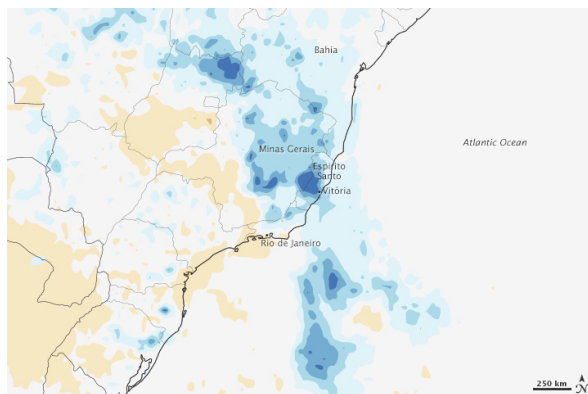 Bahia
Atlantic Ocean
Minas Gerais
Espírito
Santo
Vitória
Rio de Janeiro
250 km
N